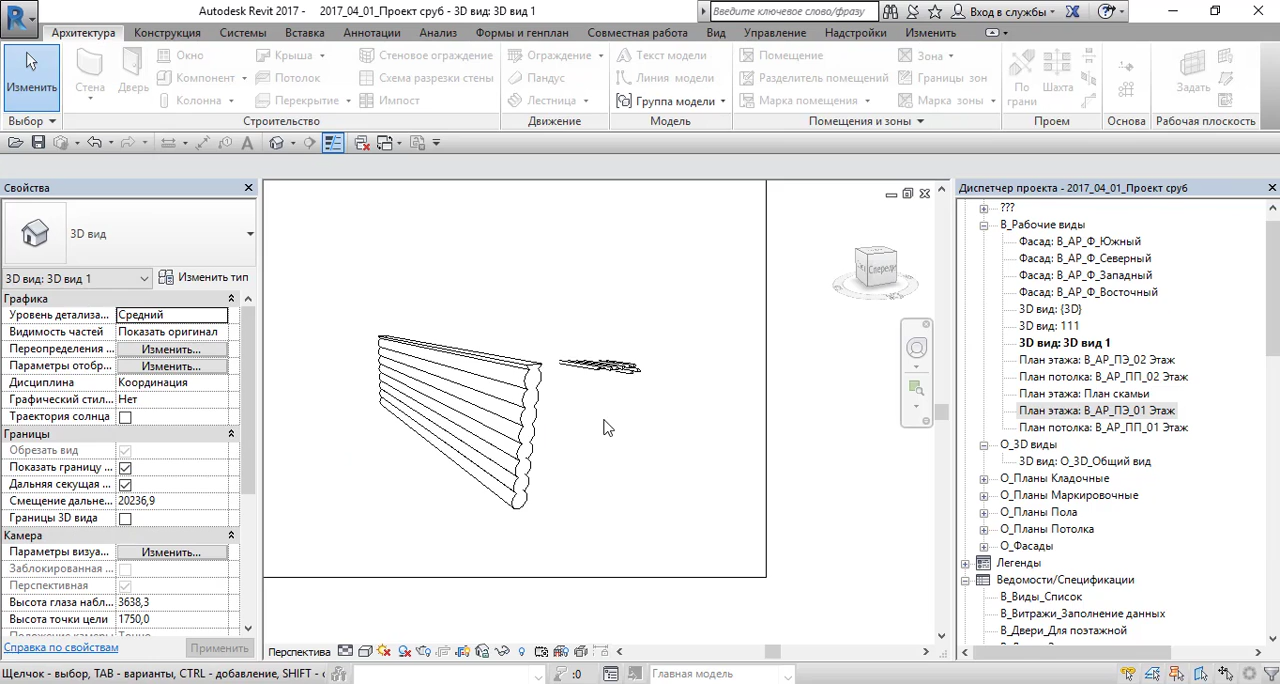 Autodesk Revit 2017 - 2017_04_01_Проект сруб - 3D вид: 3D вид 1
Введите ключевое слово/фразу
Вход в службы
Архитектура Конструкция Системы Вставка Аннотации Анализ Формы и генплан Совместная работа Вид Управление Надстройки Изменить
Изменить
Стена
Дверь
Окно
Компонент
Колонна
Крыша
Потолок
Перекрытие
Стеновое ограждение
Схема разрезки стены
Импост
Ограждение
Пандус
Лестница
Текст модели
Линия модели
Группа модели
Помещение
Разделитель помещений
Марка помещения
Зона
Границы зон
Марка зоны
По грани
Шахта
Задать
Выбор Строительство Движение Модель Помещения и зоны Проем Основа Рабочая плоскость
Свойства
3D вид
3D вид: 3D вид 1 Изменить тип
Графика
Уровень детализа... Средний
Видимость частей Показать оригинал
Переопределения ... Изменить...
Параметры отобр... Изменить...
Дисциплина Координация
Графический стил... Нет
Траектория солнца
Границы
Обрезать вид
Показать границу ...
Дальняя секущая ...
Смещение дальне... 20236,9
Границы 3D вида
Камера
Параметры визуа... Изменить...
Заблокированная ...
Перспективная
Высота глаза набл... 3638,3
Высота точки цели 1750,0
Справка по свойствам Применить
Спереди
Перспектива
Диспетчер проекта - 2017_04_01_Проект сруб
???
В_Рабочие виды
Фасад: В_АР_Ф_Южный
Фасад: В_АР_Ф_Северный
Фасад: В_АР_Ф_Западный
Фасад: В_АР_Ф_Восточный
3D вид: {3D}
3D вид: 111
3D вид: 3D вид 1
План этажа: В_АР_ПЭ_02 Этаж
План потолка: В_АР_ПП_02 Этаж
План этажа: План скамьи
План этажа: В_АР_ПЭ_01 Этаж
План потолка: В_АР_ПП_01 Этаж
О_3D виды
3D вид: О_3D_Общий вид
О_Планы Кладочные
О_Планы Маркировочные
О_Планы Пола
О_Планы Потолка
О_Фасады
Легенды
Ведомости/Спецификации
В_Виды_Список
В_Витражи_Заполнение данных
В_Двери_Для поэтажной
Щелчок - выбор, TAB - варианты, CTRL - добавление, SHIFT - с
:0
Главная модель